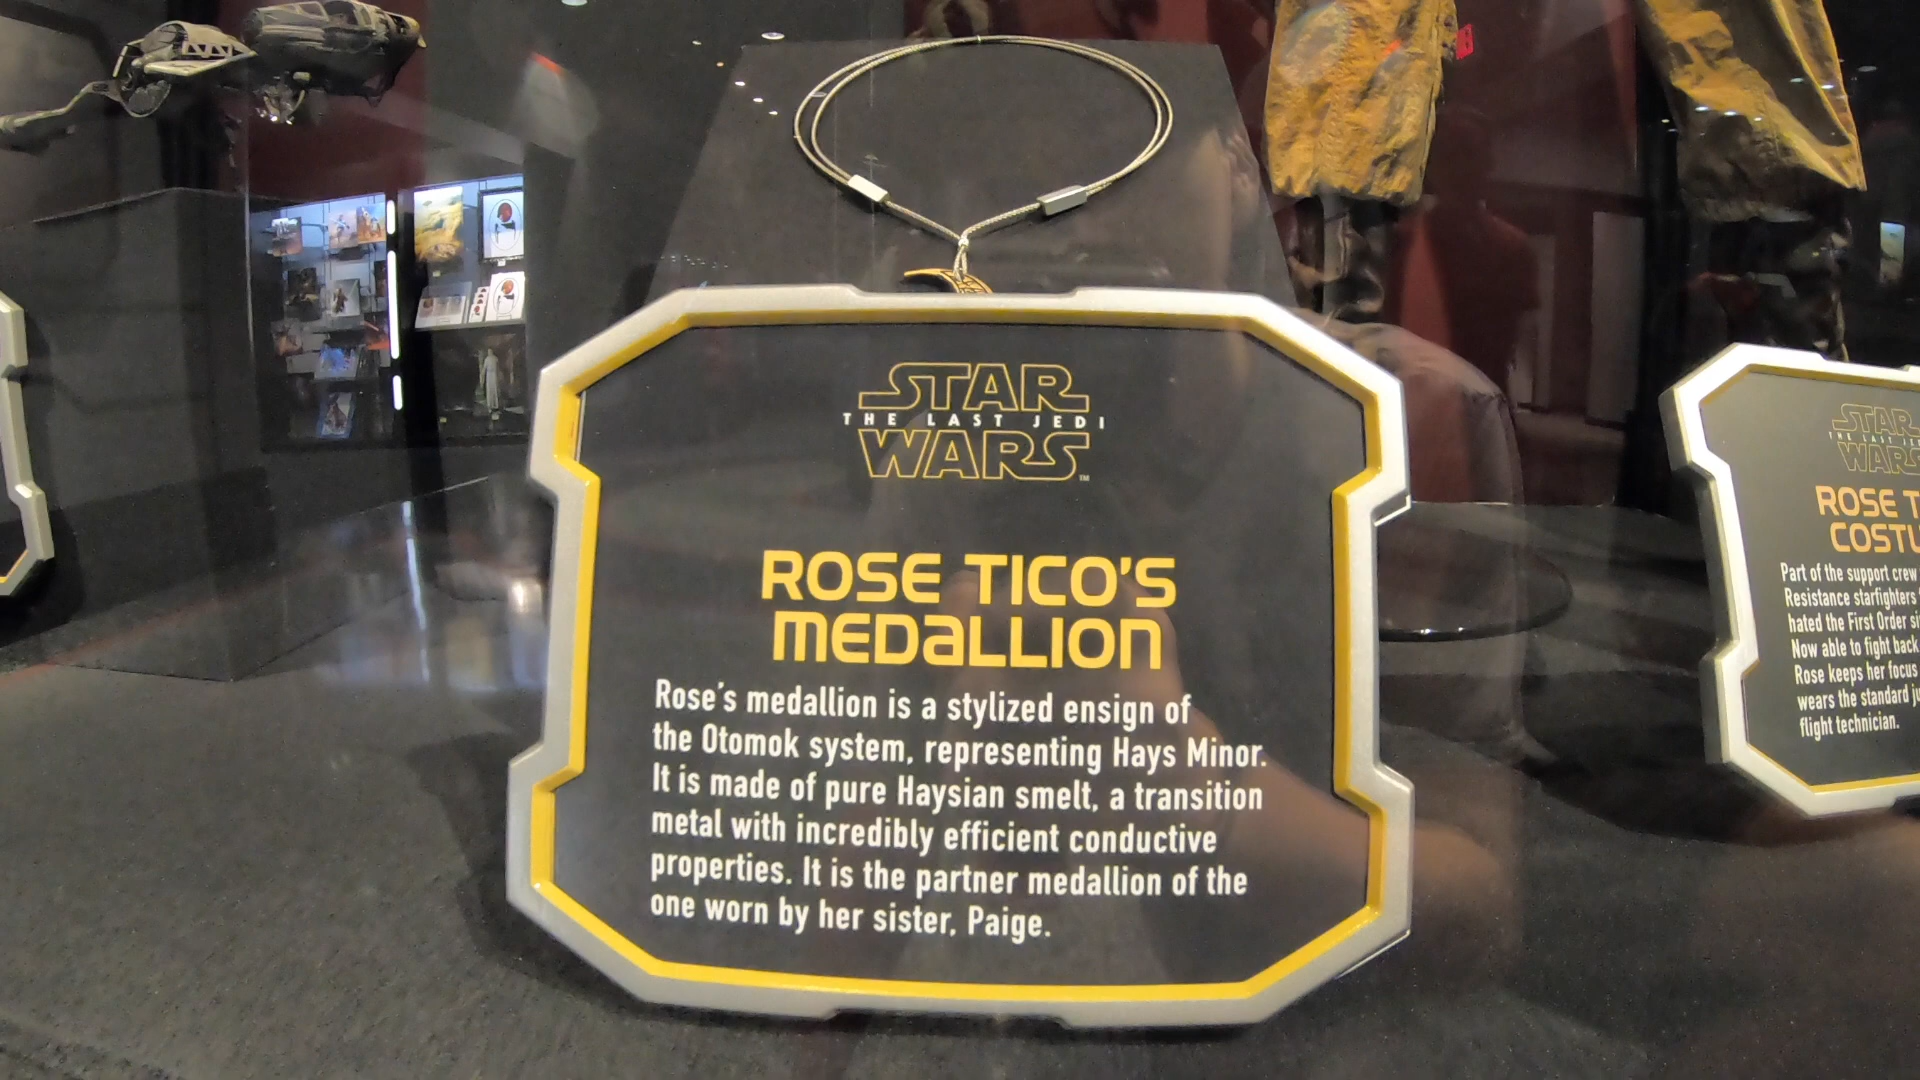 STAR
THE LAST JEDI
WARS
TM
ROSE TICO'S
MEDALLION
Rose's medallion is a stylized ensign of
the Otomok system, representing Hays Minor.
It is made of pure Haysian smelt, a transition
metal with incredibly efficient conductive
properties. It is the partner medallion of the
one worn by her sister, Paige.
STAR
THE LAST
WARS
ROSE
Part of the support crew
Resistance starfighters
hated the First Order
Now able to fight back
Rose keeps her focus
wears the standard
flight technician.